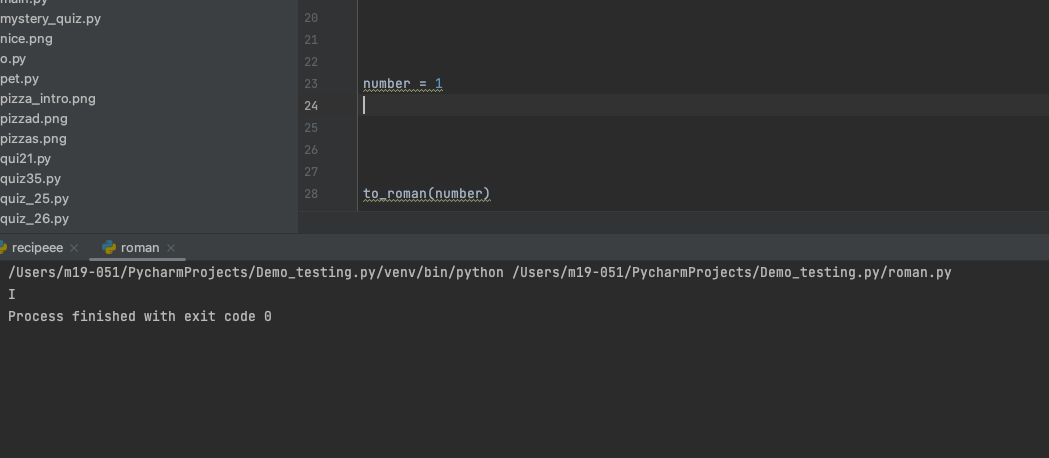 main.py
mystery_quiz.py
nice.png
o.py
pet.py
pizza_intro.png
pizzad.png
pizzas.png
qui21.py
quiz35.py
quiz_25.py
quiz_26.py
20
21
22
23 number = 1
24
25
26
27
28 to_roman(number)
recipeee × roman ×
/Users/m19-051/PycharmProjects/Demo_testing.py/venv/bin/python /Users/m19-051/PycharmProjects/Demo_testing.py/roman.py
I
Process finished with exit code 0